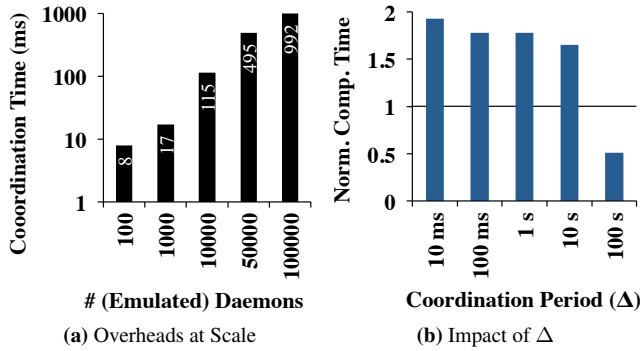 Cooordination Time (ms)
1000
100
10
1
8
17
115
495
992
100
1000
10000
50000
100000
# (Emulated) Daemons
(a) Overheads at Scale
Norm. Comp. Time
2
1.5
1
0.5
0
10 ms
100 ms
1 s
10 s
100 s
Coordination Period (Δ)
(b) Impact of Δ